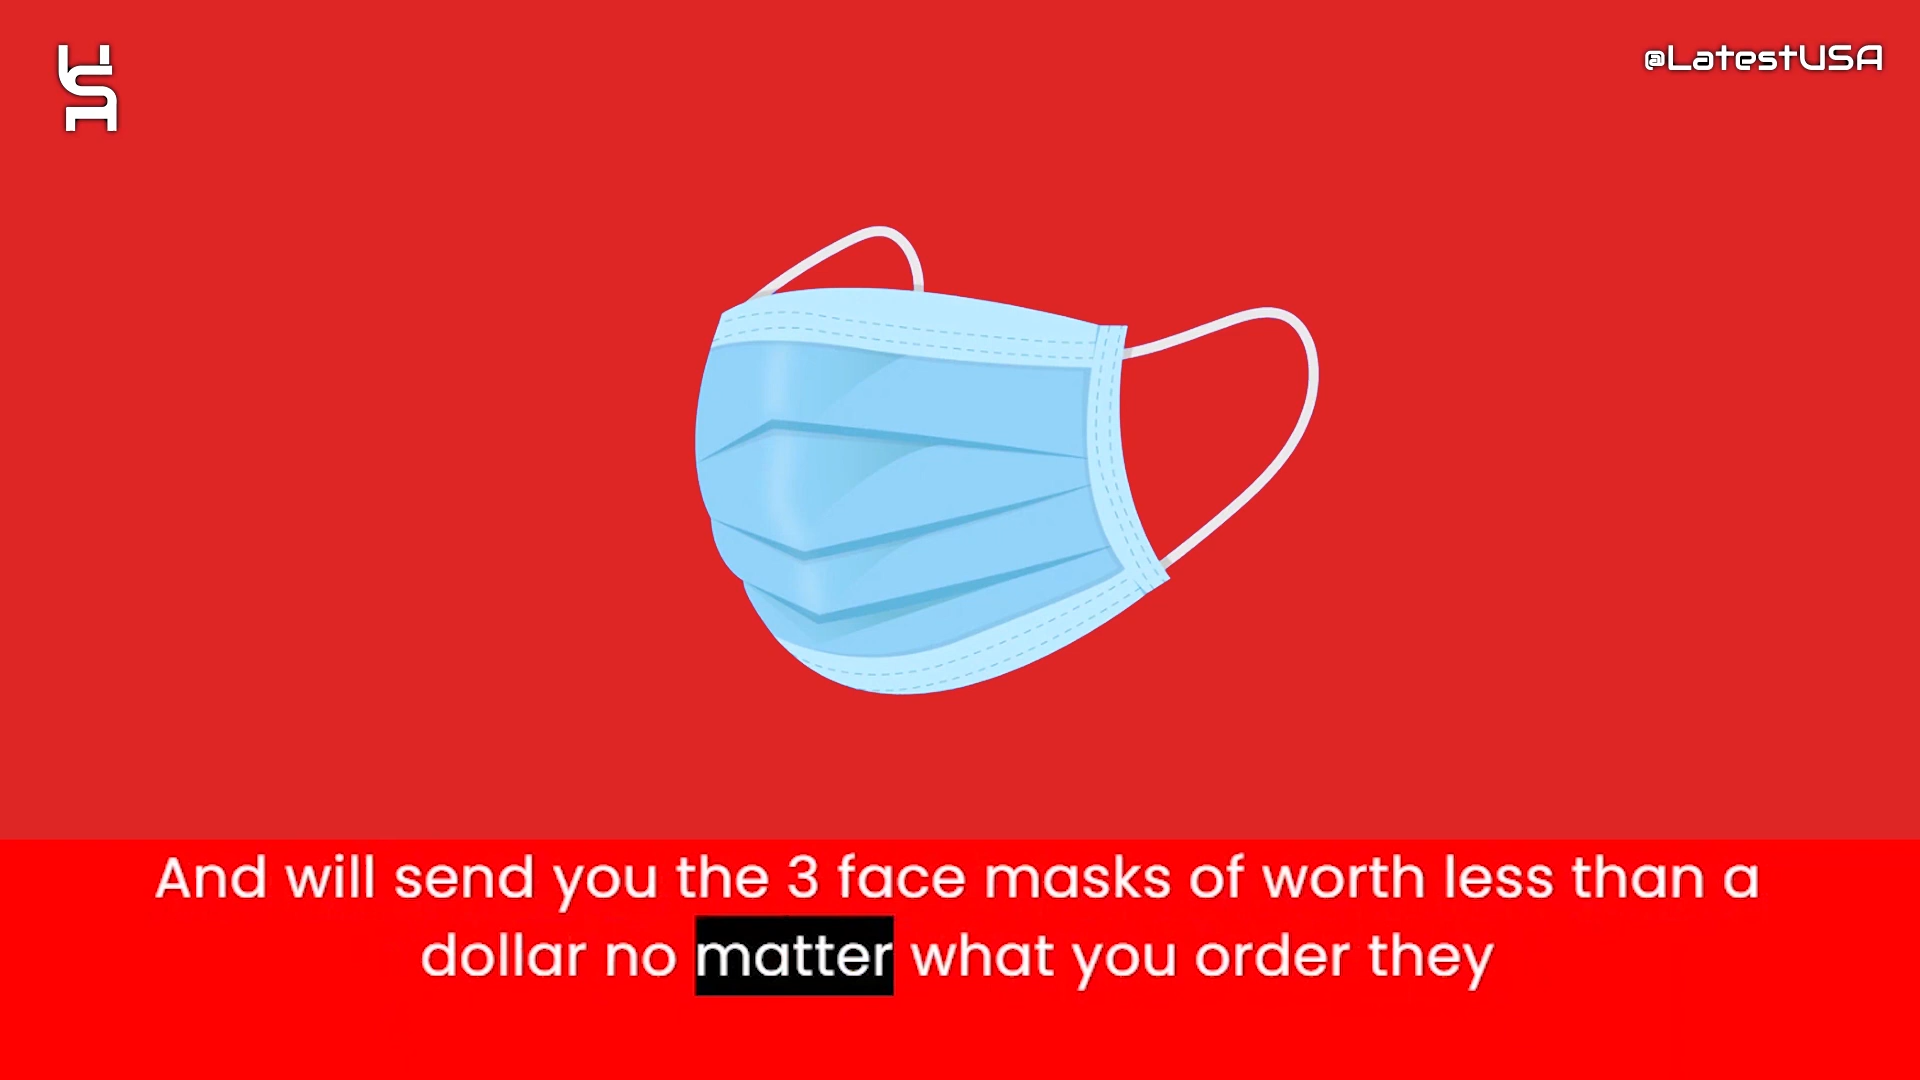 USA
@LatestUSA
And will send you the 3 face masks of worth less than a
dollar no matter what you order they